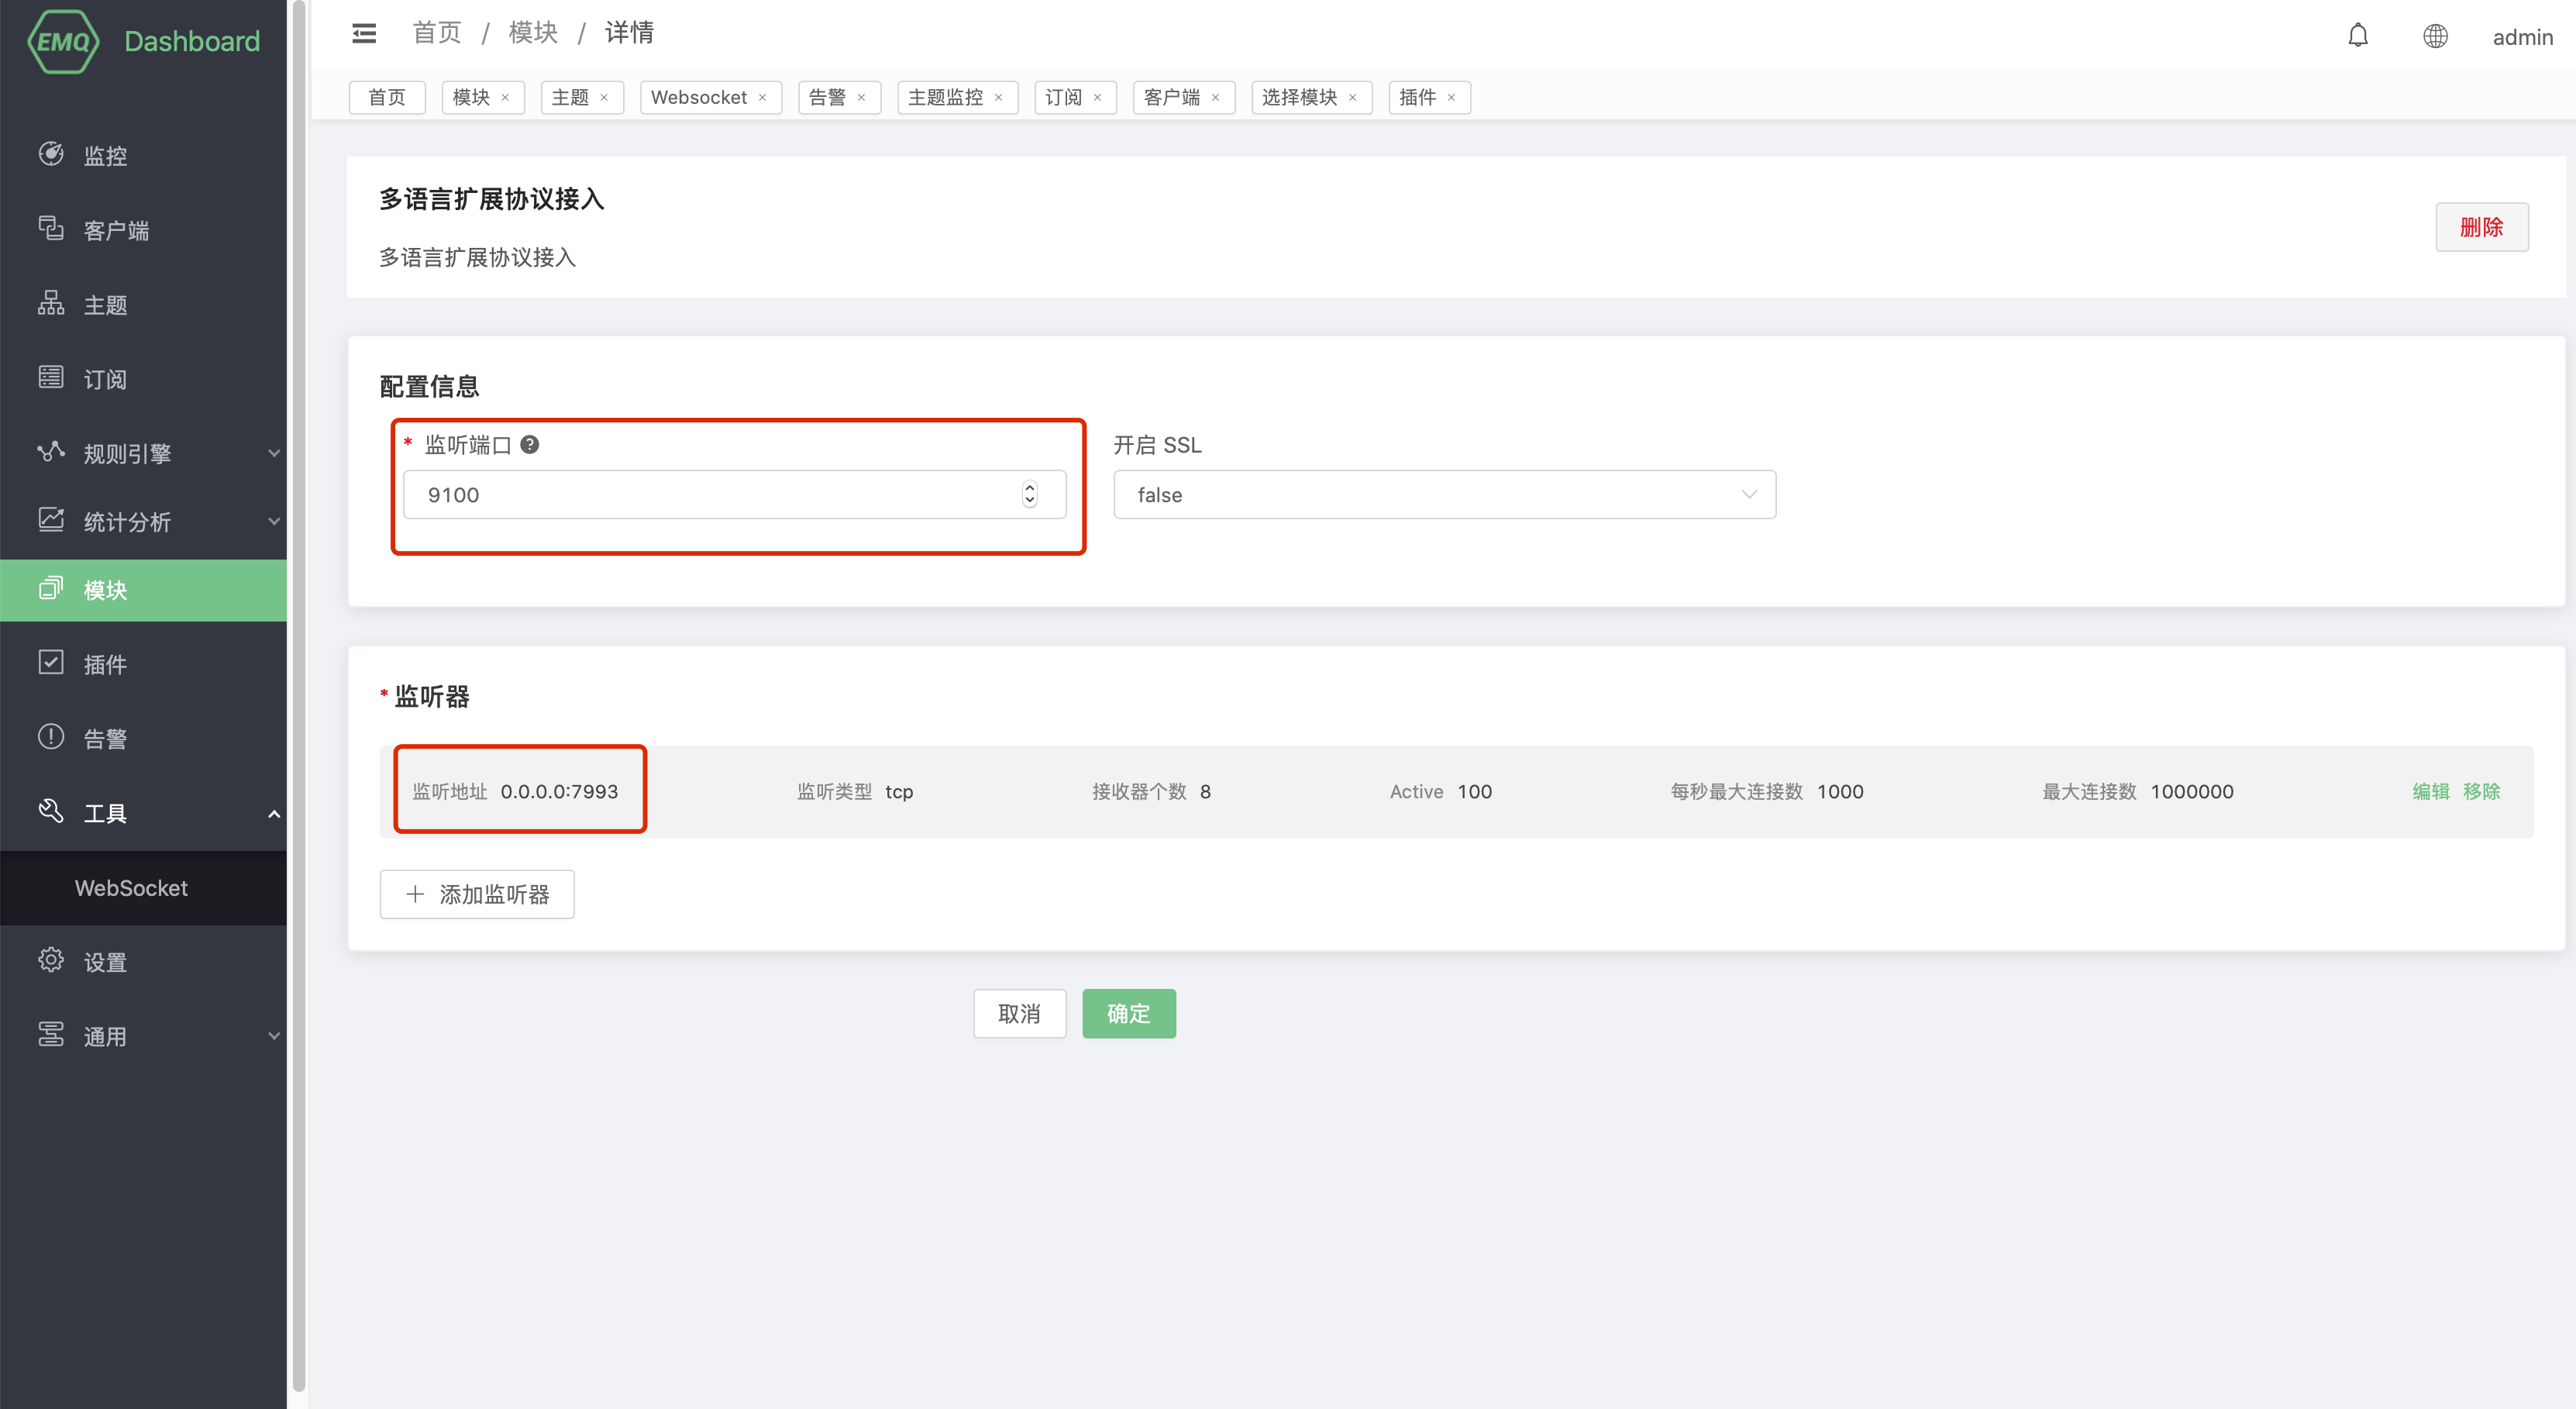 EMQ Dashboard
监控
客户端
主题
订阅
规则引擎
统计分析
模块
插件
告警
工具
WebSocket
设置
通用
首页 / 模块 / 详情
admin
首页 模块 × 主题 × Websocket × 告警 × 主题监控 × 订阅 × 客户端 × 选择模块 × 插件 ×
多语言扩展协议接入
多语言扩展协议接入
删除
配置信息
* 监听端口 ?
9100
开启 SSL
false
* 监听器
监听地址 0.0.0.0:7993 监听类型 tcp 接收器个数 8 Active 100 每秒最大连接数 1000 最大连接数 1000000 编辑 移除
+ 添加监听器
取消 确定